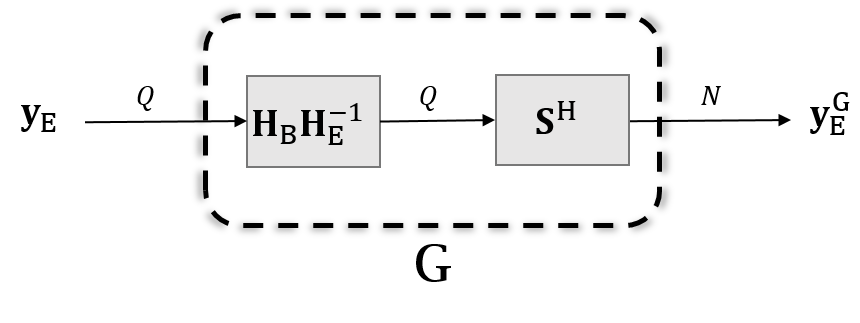 Q Q N
y_E H_B H_E^{-1} S^H y_E^G
G